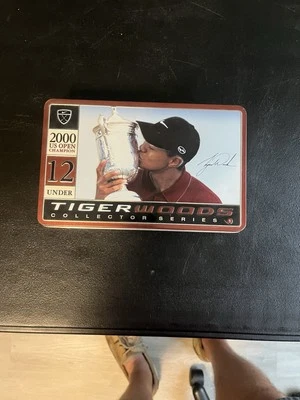 2000
US OPEN
CHAMPION
12
UNDER
TIGER WOODS
COLLECTOR SERIES